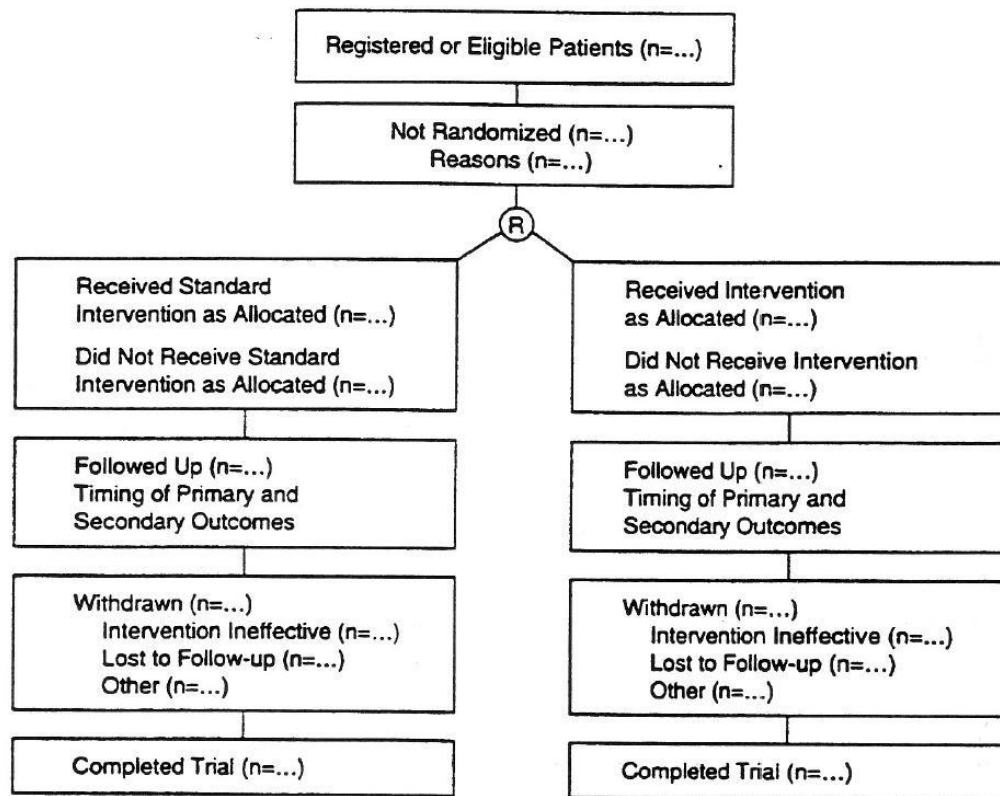 Registered or Eligible Patients (n=...)
Not Randomized (n=...)
Reasons (n=...)
R
Received Standard
Intervention as Allocated (n=...)
Did Not Receive Standard
Intervention as Allocated (n=...)
Received Intervention
as Allocated (n=...)
Did Not Receive Intervention
as Allocated (n=...)
Followed Up (n=...)
Timing of Primary and
Secondary Outcomes
Followed Up (n=...)
Timing of Primary and
Secondary Outcomes
Withdrawn (n=...)
Intervention Ineffective (n=...)
Lost to Follow-up (n=...)
Other (n=...)
Withdrawn (n=...)
Intervention Ineffective (n=...)
Lost to Follow-up (n=...)
Other (n=...)
Completed Trial (n=...)
Completed Trial (n=...)